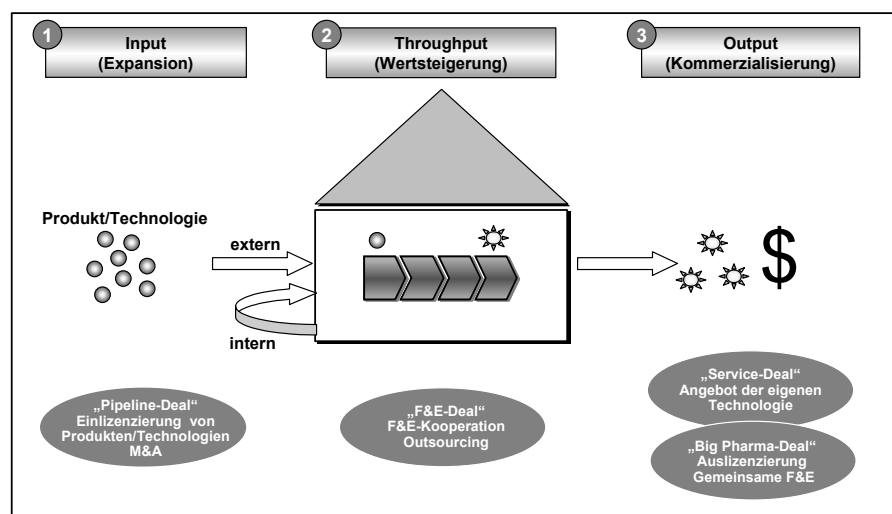 1
Input
(Expansion)
2
Throughput
(Wertsteigerung)
3
Output
(Kommerzialisierung)
Produkt/Technologie
extern
intern
$
„Pipeline-Deal“
Einlizenzierung von
Produkten/Technologien
M&A
„F&E-Deal“
F&E-Kooperation
Outsourcing
„Service-Deal“
Angebot der eigenen
Technologie
„Big Pharma-Deal“
Auslizenzierung
Gemeinsame F&E